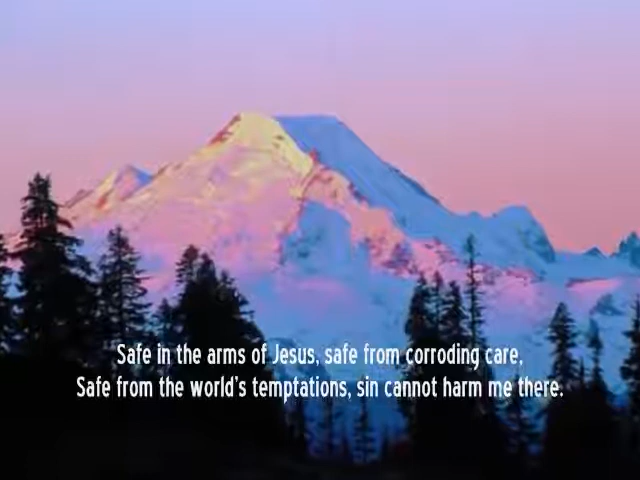 Safe in the arms of Jesus, safe from corroding care,
Safe from the world's temptations, sin cannot harm me there.